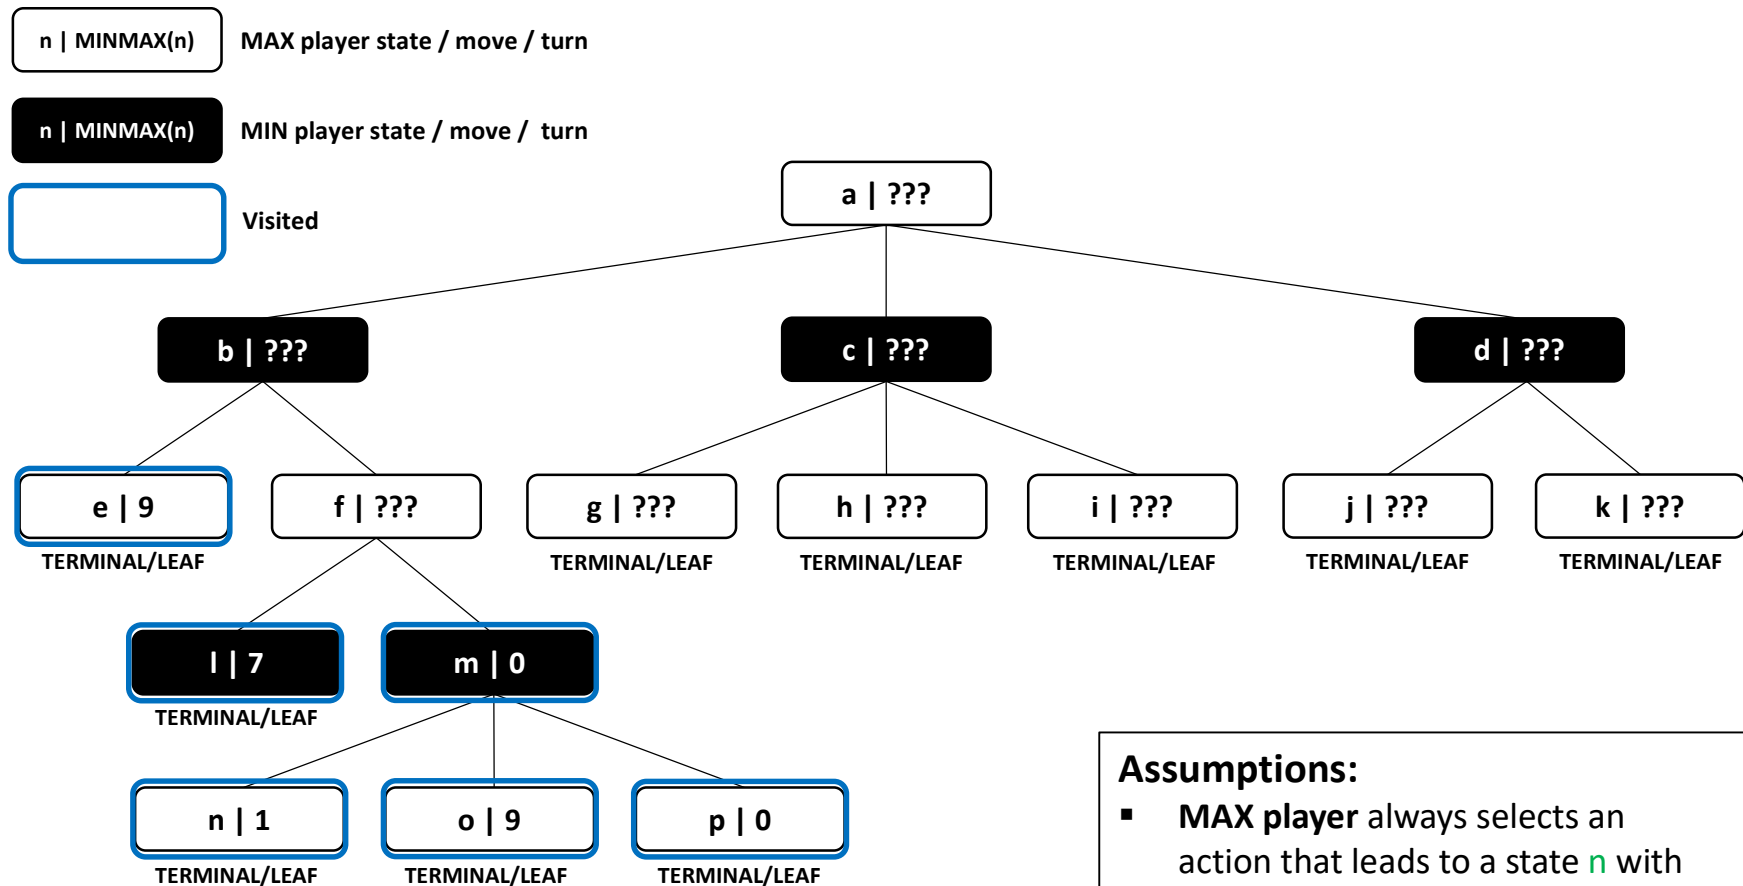 n | MINMAX(n) MAX player state / move / turn
n | MINMAX(n) MIN player state / move / turn
Visited
a | ???
b | ??? c | ??? d | ???
e | 9 f | ??? g | ??? h | ??? i | ??? j | ??? k | ???
TERMINAL/LEAF TERMINAL/LEAF TERMINAL/LEAF TERMINAL/LEAF TERMINAL/LEAF TERMINAL/LEAF
l | 7 m | 0
TERMINAL/LEAF
n | 1 o | 9 p | 0
TERMINAL/LEAF TERMINAL/LEAF TERMINAL/LEAF
Assumptions:
▪ MAX player always selects an
action that leads to a state n with